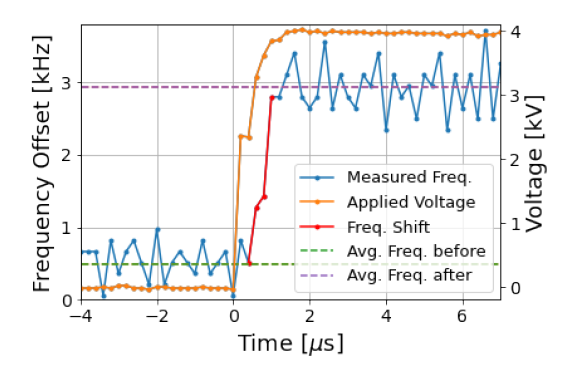 Frequency Offset [kHz]
3
2
1
0
4
3
2
1
0
Voltage [kV]
Measured Freq.
Applied Voltage
Freq. Shift
Avg. Freq. before
Avg. Freq. after
−4 −2 0 2 4 6
Time [μs]